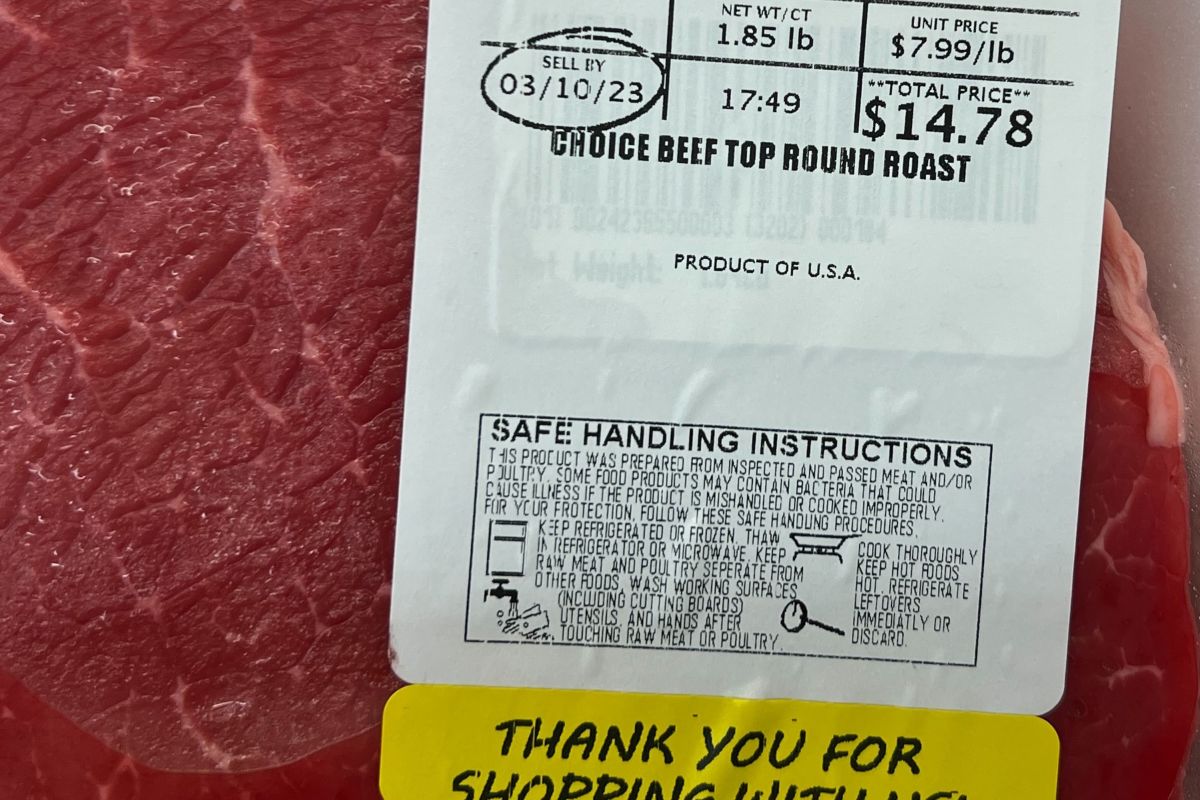 NET WT/CT
1.85 lb
UNIT PRICE
$7.99/lb
SELL BY
03/10/23
17:49
**TOTAL PRICE**
$14.78
CHOICE BEEF TOP ROUND ROAST
PRODUCT OF U.S.A.
SAFE HANDLING INSTRUCTIONS
THIS PRODUCT WAS PREPARED FROM INSPECTED AND PASSED MEAT AND/OR
POULTRY. SOME FOOD PRODUCTS MAY CONTAIN BACTERIA THAT COULD
CAUSE ILLNESS IF THE PRODUCT IS MISHANDLED OR COOKED IMPROPERLY.
FOR YOUR PROTECTION, FOLLOW THESE SAFE HANDLING PROCEDURES.
KEEP REFRIGERATED OR FROZEN. THAW
IN REFRIGERATOR OR MICROWAVE. KEEP
RAW MEAT AND POULTRY SEPERATE FROM
OTHER FOODS. WASH WORKING SURFACES
(INCLUDING CUTTING BOARDS)
UTENSILS, AND HANDS AFTER
TOUCHING RAW MEAT OR POULTRY.
COOK THOROUGHLY
KEEP HOT FOODS
HOT. REFRIGERATE
LEFTOVERS
IMMEDIATLY OR
DISCARD.
THANK YOU FOR
SHOPPING WITH US!